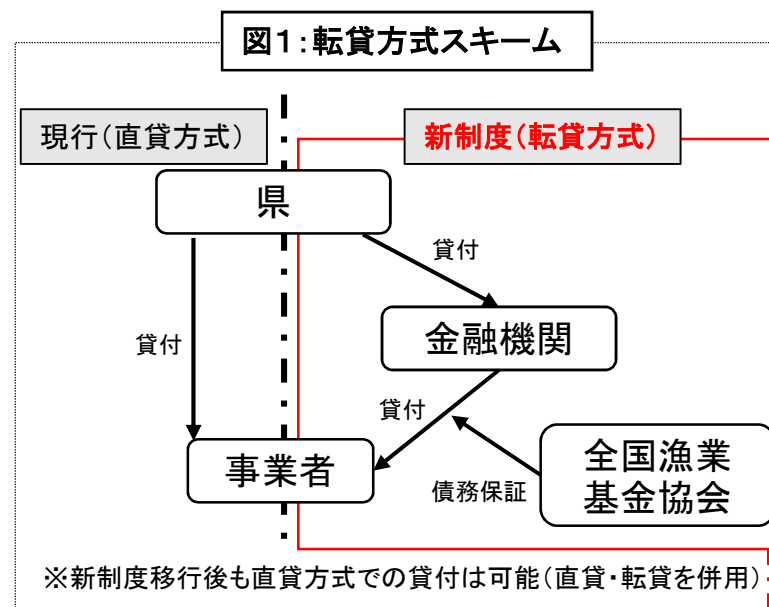 図1:転貸方式スキーム
現行(直貸方式)
新制度(転貸方式)
県
貸付
金融機関
貸付
貸付
事業者
全国漁業
基金協会
債務保証
※新制度移行後も直貸方式での貸付は可能(直貸・転貸を併用)